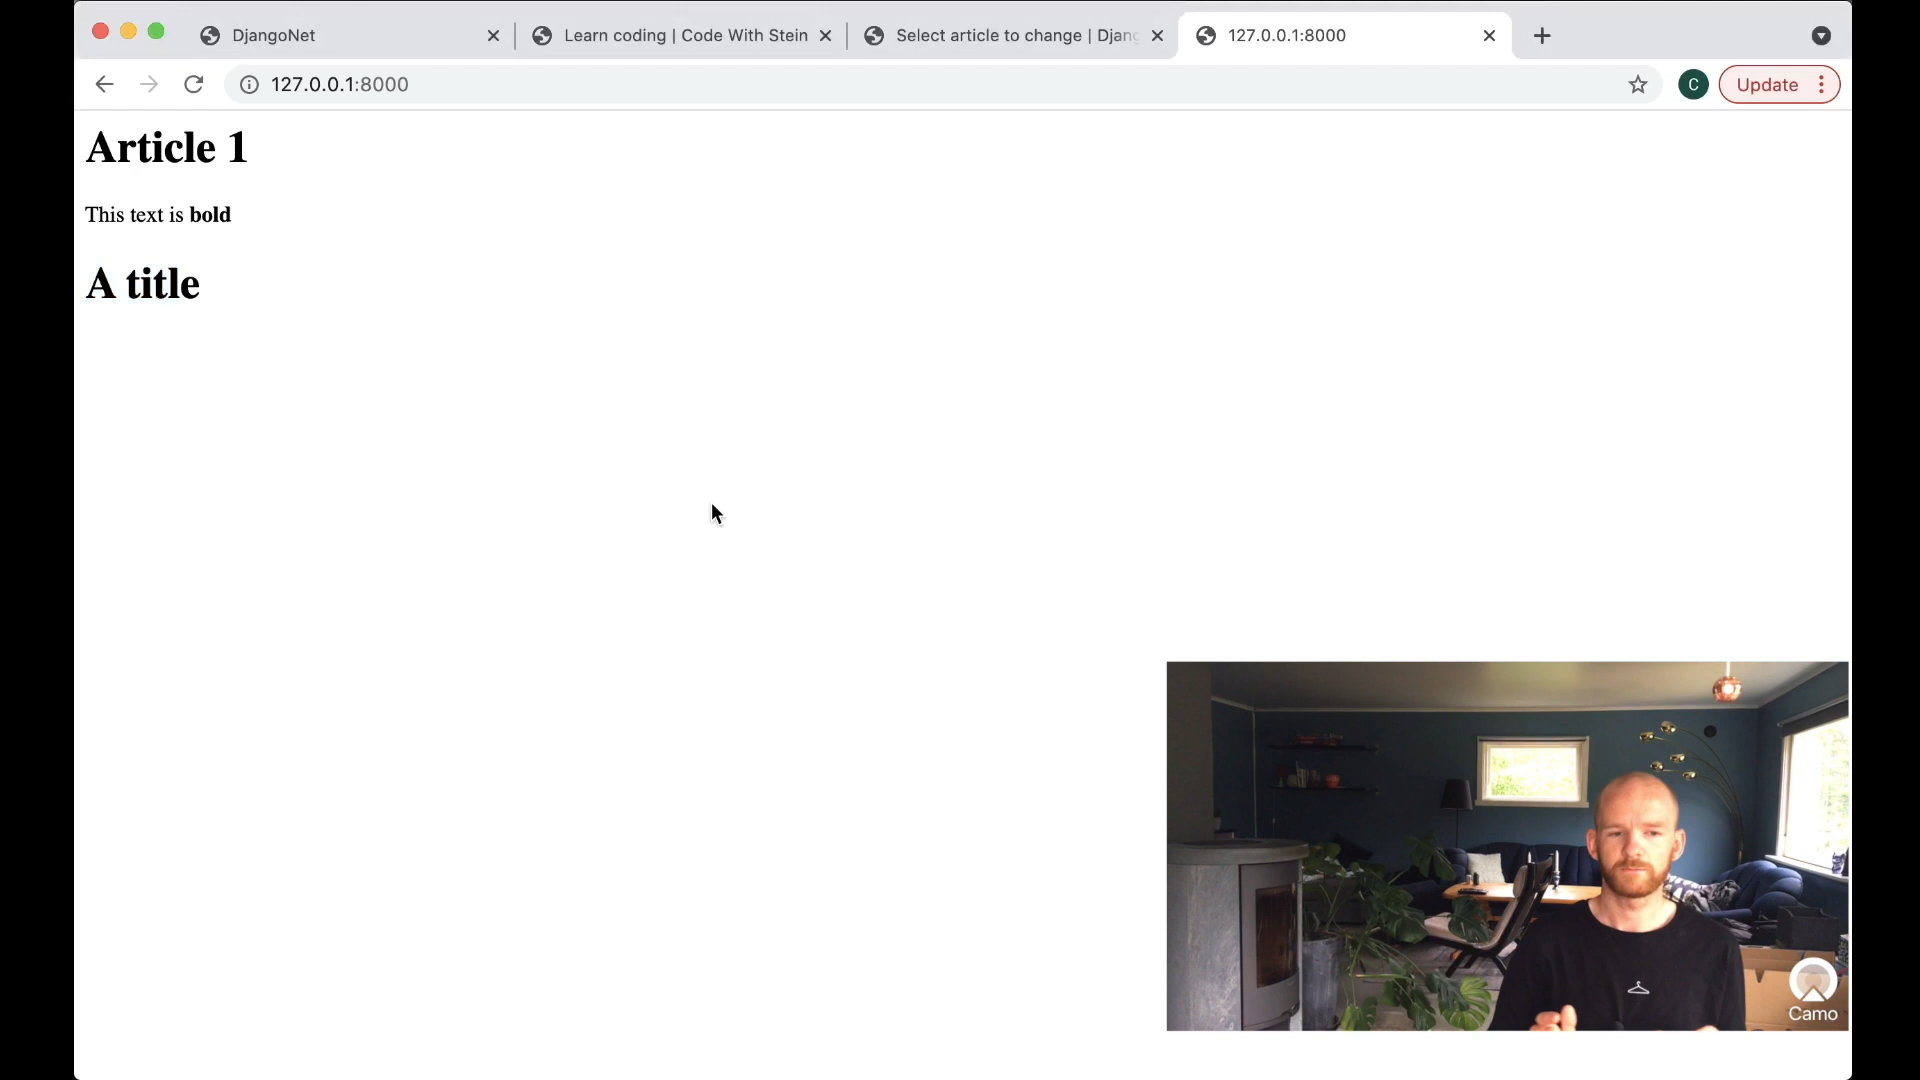 DjangoNet
Learn coding | Code With Stein
Select article to change | Djang
127.0.0.1:8000
127.0.0.1:8000
C
Update
Article 1
This text is bold
A title
Camo